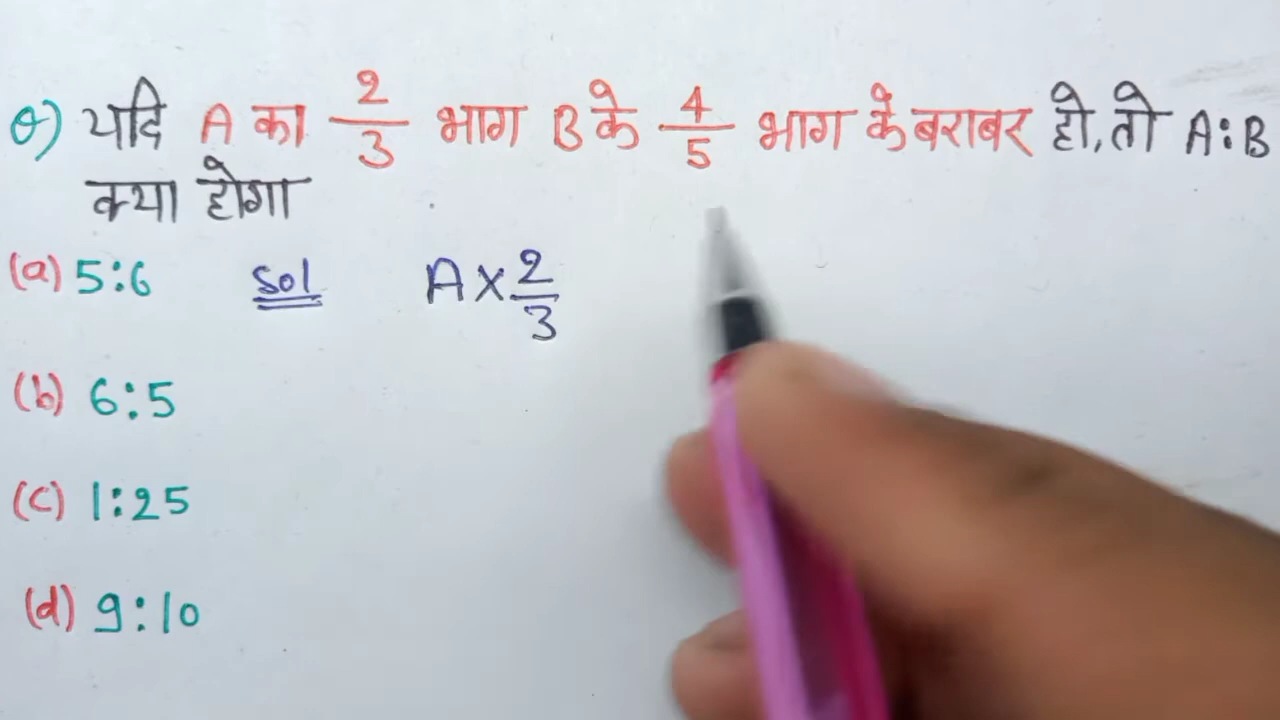 Q) यदि A का 2/3 भाग B के 4/5 भाग के बराबर हो, तो A:B
क्या होगा
(a) 5:6
Sol A × 2/3
(b) 6:5
(c) 1:25
(d) 9:10